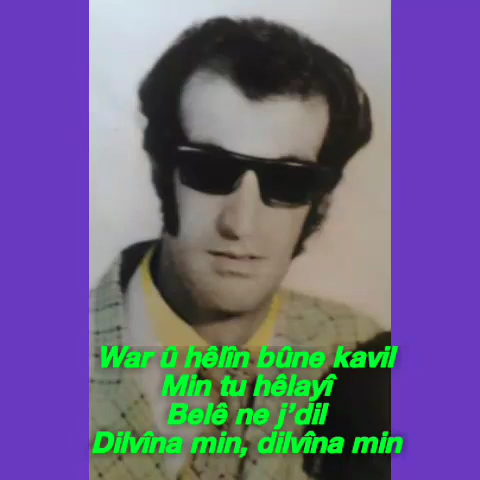 War û hêlîn bûne kavil
Min tu hêlayî
Belê ne j'dil
Dilvîna min, dilvîna min